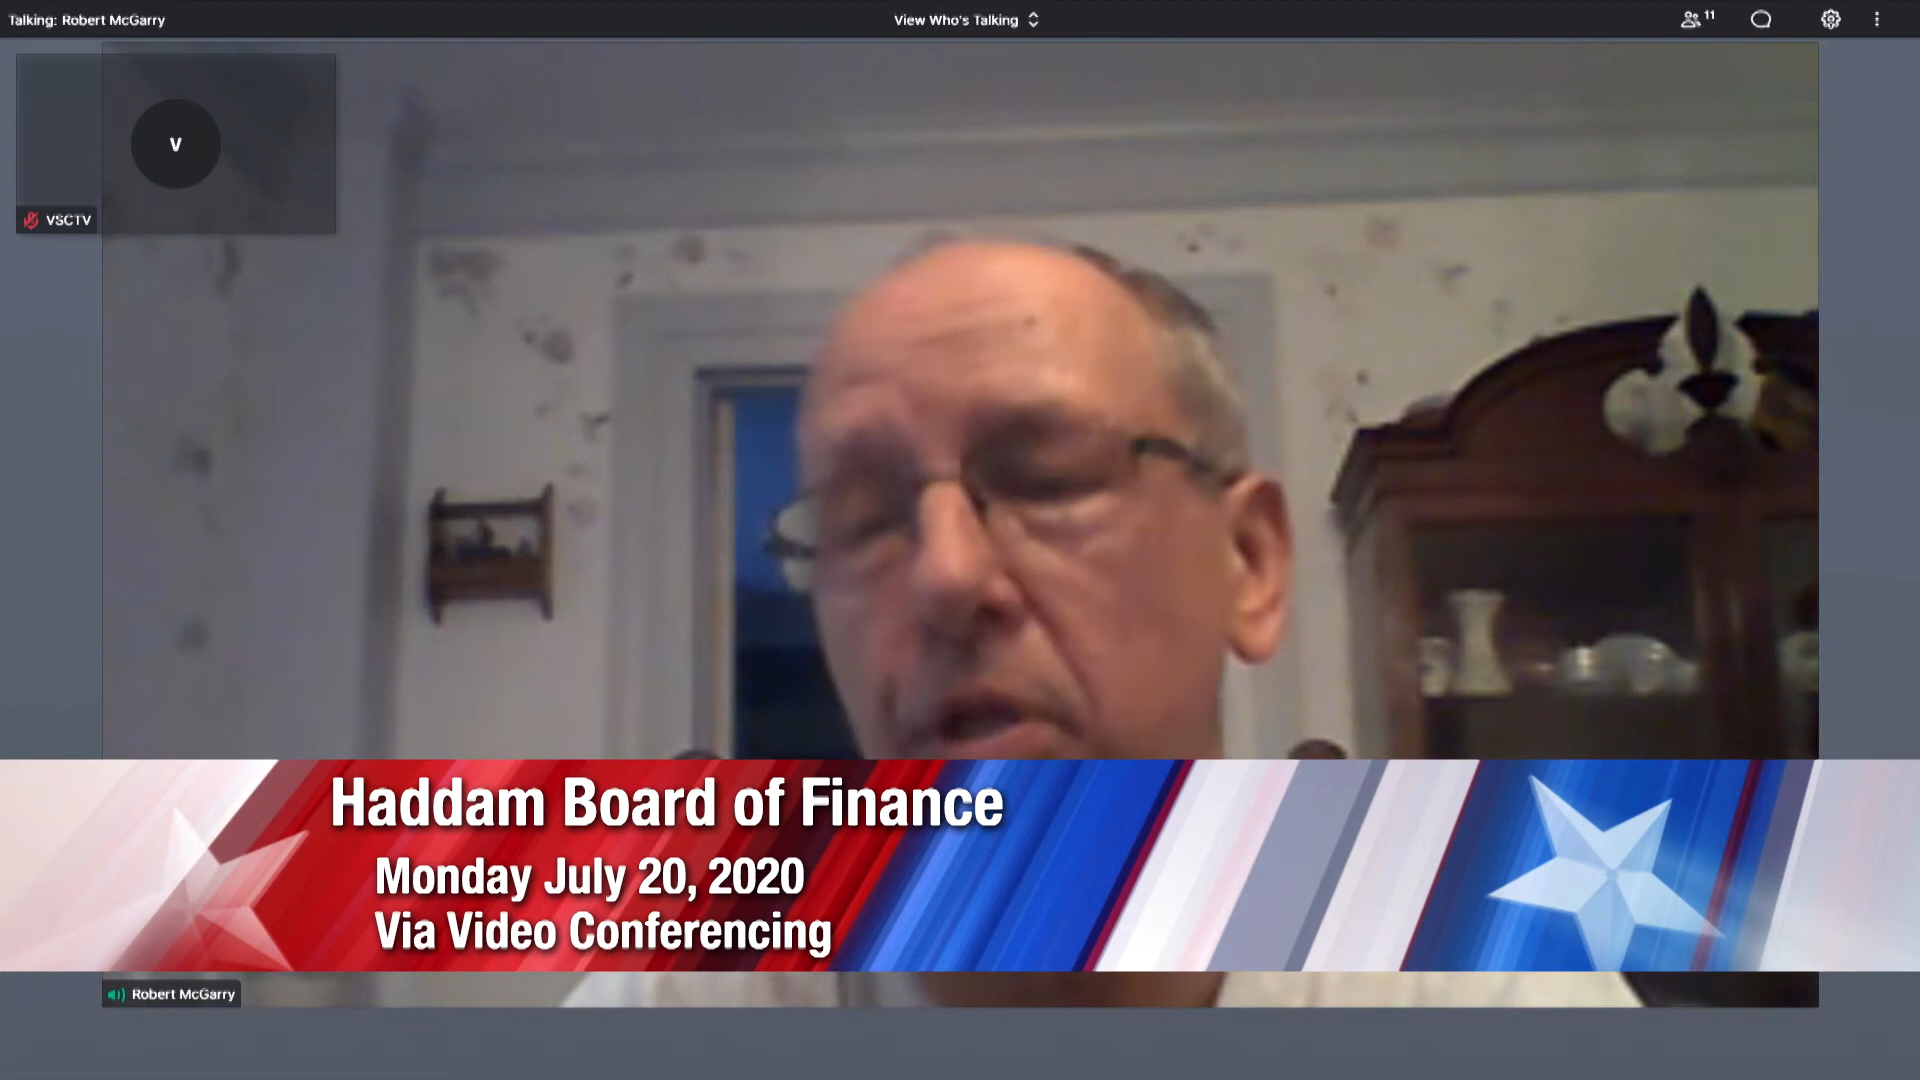 Talking: Robert McGarry
View Who's Talking
11
V
VSCTV
Haddam Board of Finance
Monday July 20, 2020
Via Video Conferencing
Robert McGarry